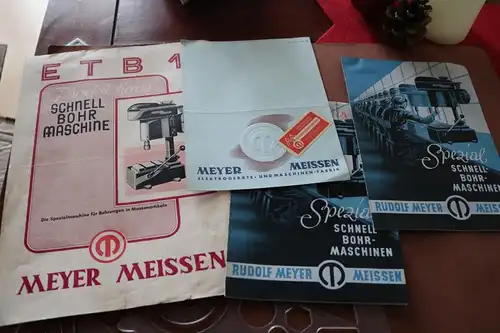 ETB 1
SCHNELL
BOHR
MASCHINE
Die Spezialmaschine für Bohrungen in Massenartikeln
MEYER MEISSEN
MEYER MEISSEN
ELEKTROGERÄTE- UND MASCHINEN-FABRIK
Spezial
SCHNELL
BOHR-
MASCHINEN
RUDOLF MEYER MEISSEN
Spezial
SCHNELL-
BOHR-
MASCHINEN
RUDOLF MEYER MEISSEN